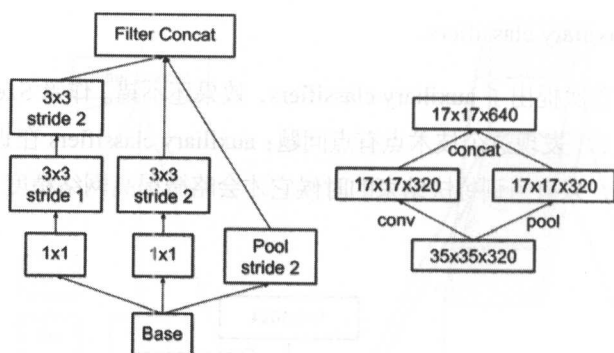 Filter Concat
3x3
stride 2
3x3
stride 1
3x3
stride 2
1x1
1x1
Pool
stride 2
Base
17x17x640
concat
17x17x320
17x17x320
conv
pool
35x35x320